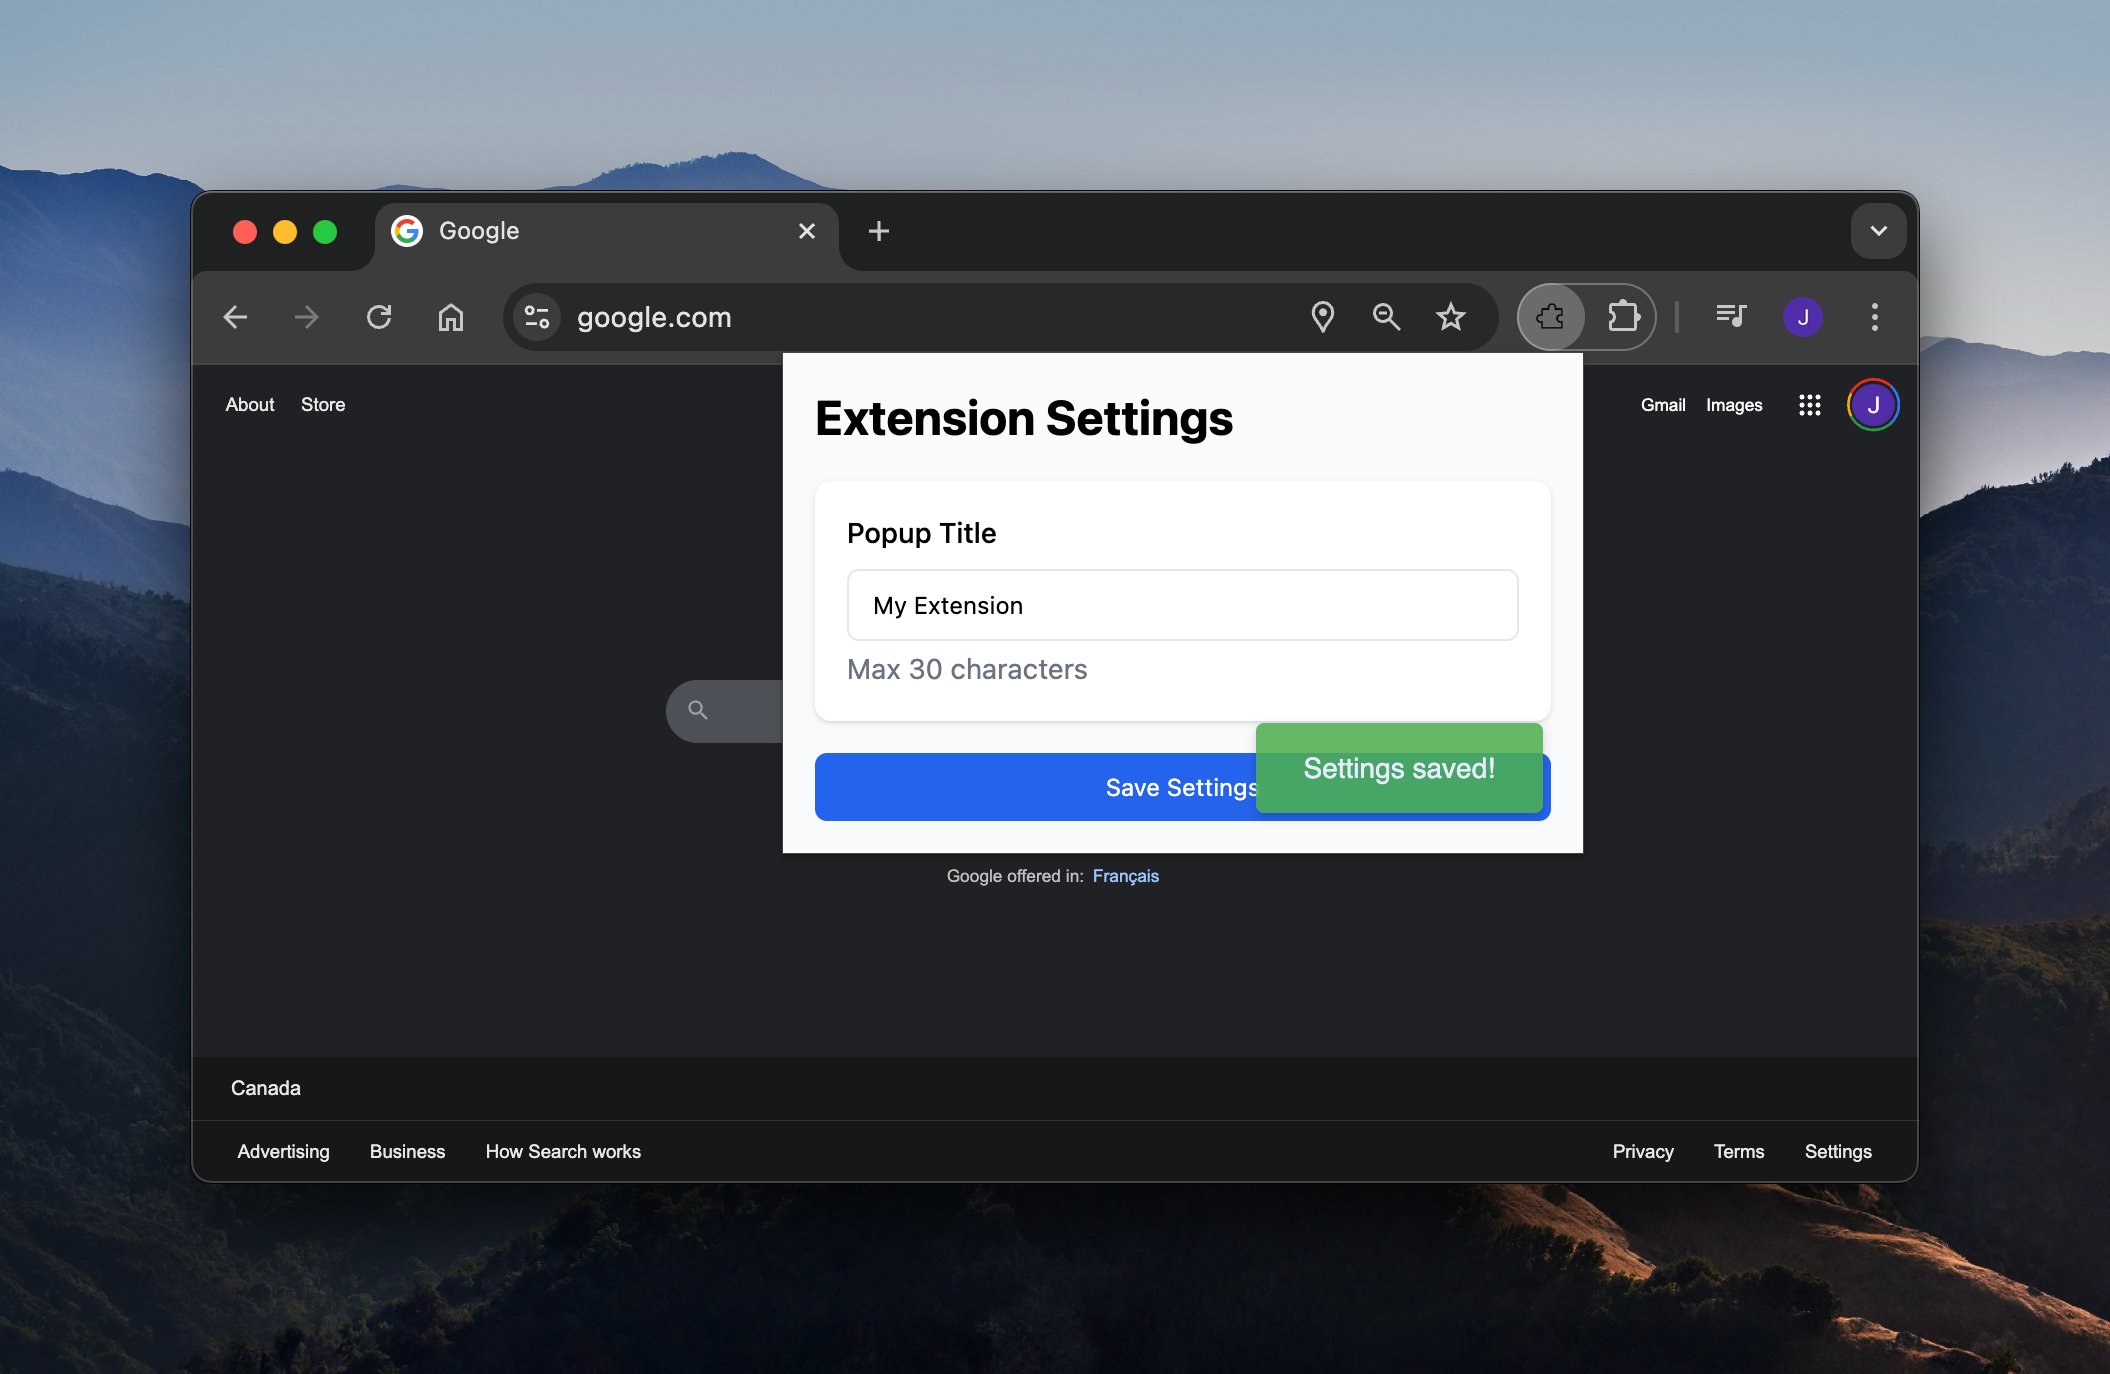 Google
google.com
J
About Store
Gmail Images
J
Extension Settings
Popup Title
My Extension
Max 30 characters
Save Settings
Settings saved!
Google offered in: Français
Canada
Advertising Business How Search works
Privacy Terms Settings